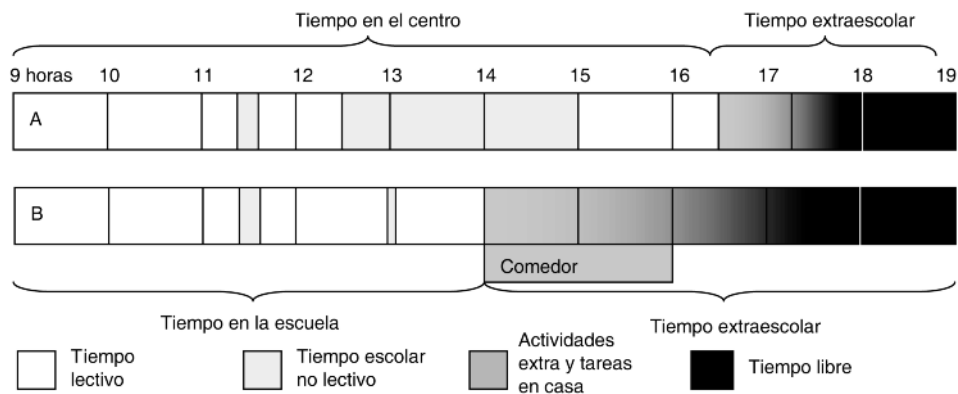 Tiempo en el centro
Tiempo extraescolar
9 horas 10 11 12 13 14 15 16 17 18 19
A
B
Comedor
Tiempo en la escuela
Tiempo extraescolar
Tiempo
lectivo
Tiempo escolar
no lectivo
Actividades
extra y tareas
en casa
Tiempo libre